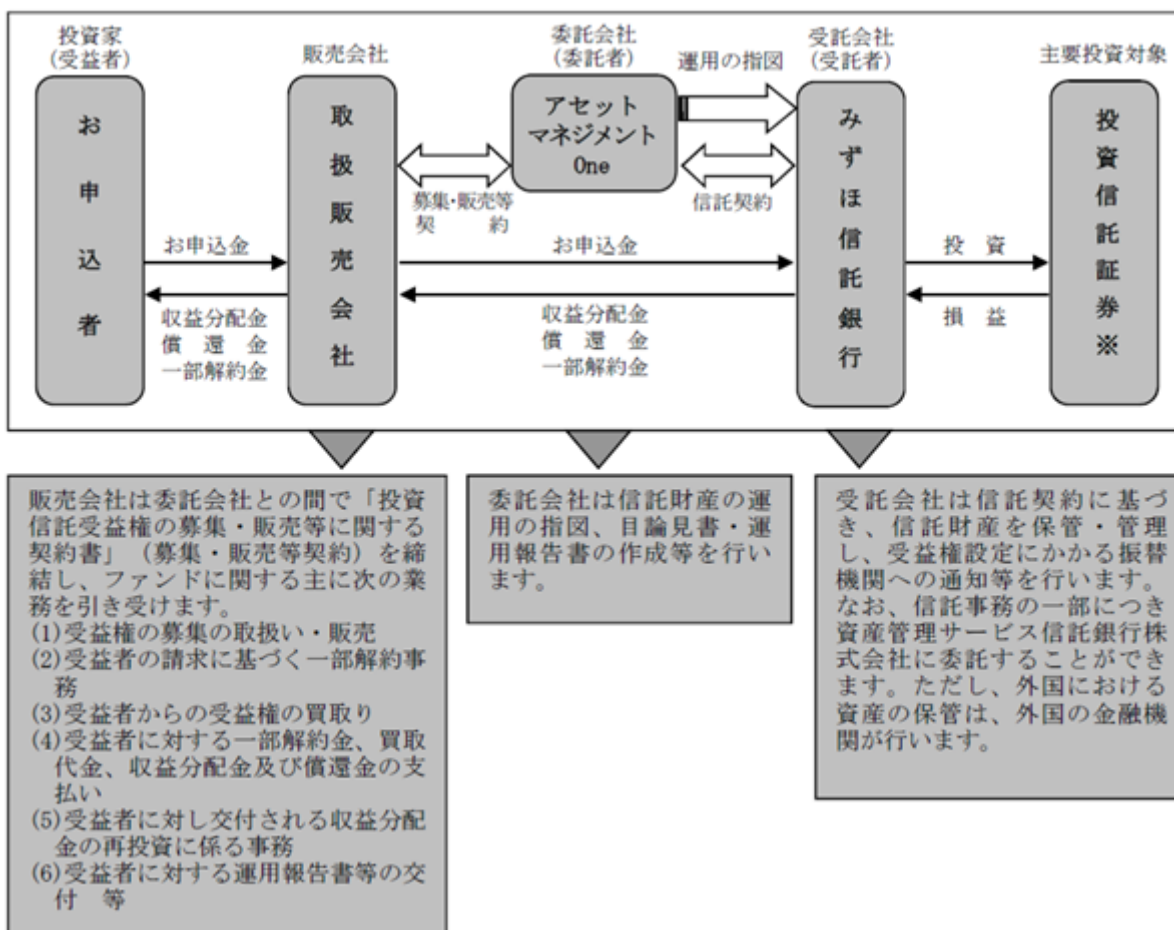 投資家
(受益者)
販売会社
委託会社
(委託者)
運用の指図
受託会社
(受託者)
主要投資対象
お申込者
取扱販売会社
アセット
マネジメント
One
みずほ信託銀行
投資信託証券※
募集・販売等
契 約
信託契約
お申込金
収益分配金
償 還 金
一部解約金
お申込金
収益分配金
償 還 金
一部解約金
投 資
損 益
販売会社は委託会社との間で「投資
信託受益権の募集・販売等に関する
契約書」(募集・販売等契約)を締
結し、ファンドに関する主に次の業
務を引き受けます。
(1)受益権の募集の取扱い・販売
(2)受益者の請求に基づく一部解約事
務
(3)受益者からの受益権の買取り
(4)受益者に対する一部解約金、買取
代金、収益分配金及び償還金の支
払い
(5)受益者に対し交付される収益分配
金の再投資に係る事務
(6)受益者に対する運用報告書等の交
付 等
委託会社は信託財産の運
用の指図、目論見書・運
用報告書の作成等を行い
ます。
受託会社は信託契約に基づ
き、信託財産を保管・管理
し、受益権設定にかかる振替
機関への通知等を行います。
なお、信託事務の一部につき
資産管理サービス信託銀行株
式会社に委託することができ
ます。ただし、外国における
資産の保管は、外国の金融機
関が行います。